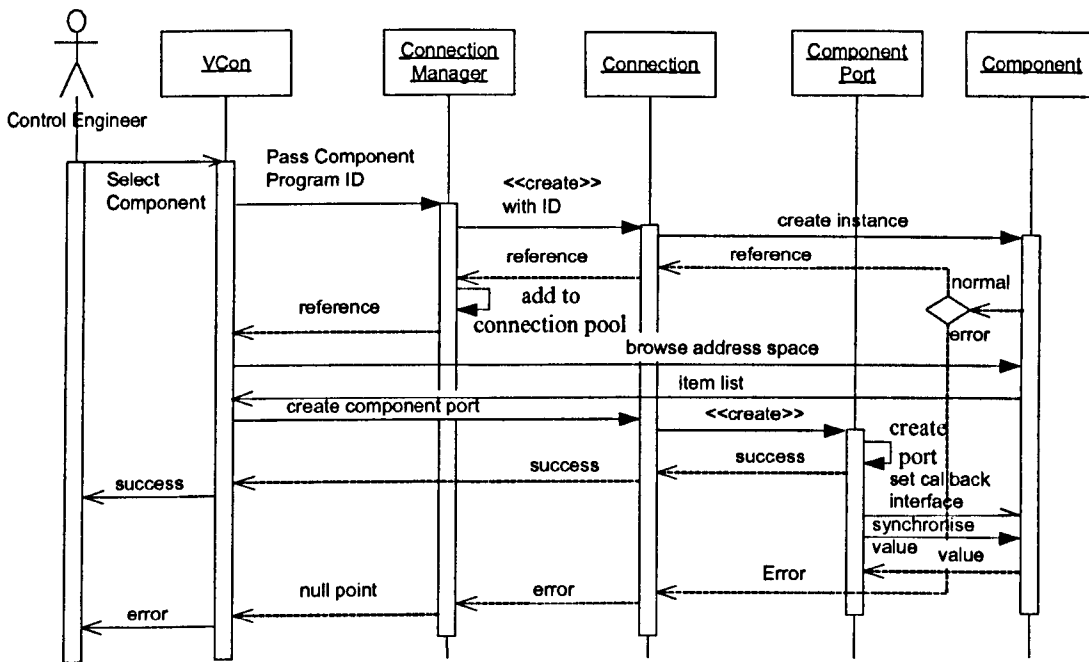 VCon
Connection
Manager
Connection
Component
Port
Component
Control Engineer
Select
Component
Pass Component
Program ID
<<create>>
with ID
create instance
reference
reference
normal
add to
connection pool
reference
error
browse address space
item list
create component port
<<create>>
create
port
success
success
success
set callback
interface
synchronise
value
value
Error
error
null point
error